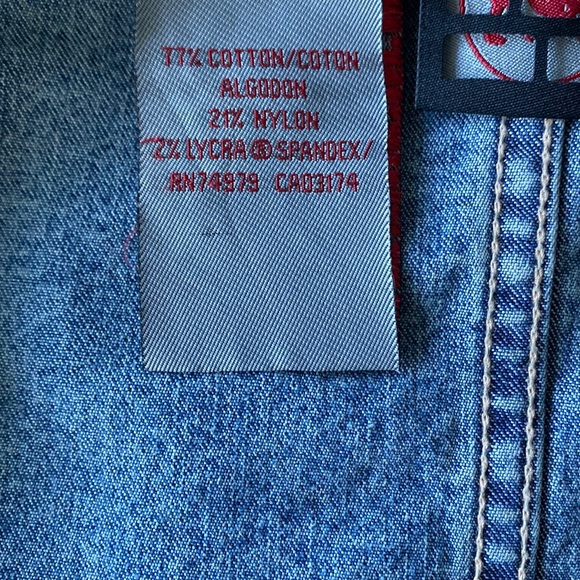 77% COTTON/COTON
ALGODON
21% NYLON
2% LYCRA® SPANDEX/
RN74979 CA03174